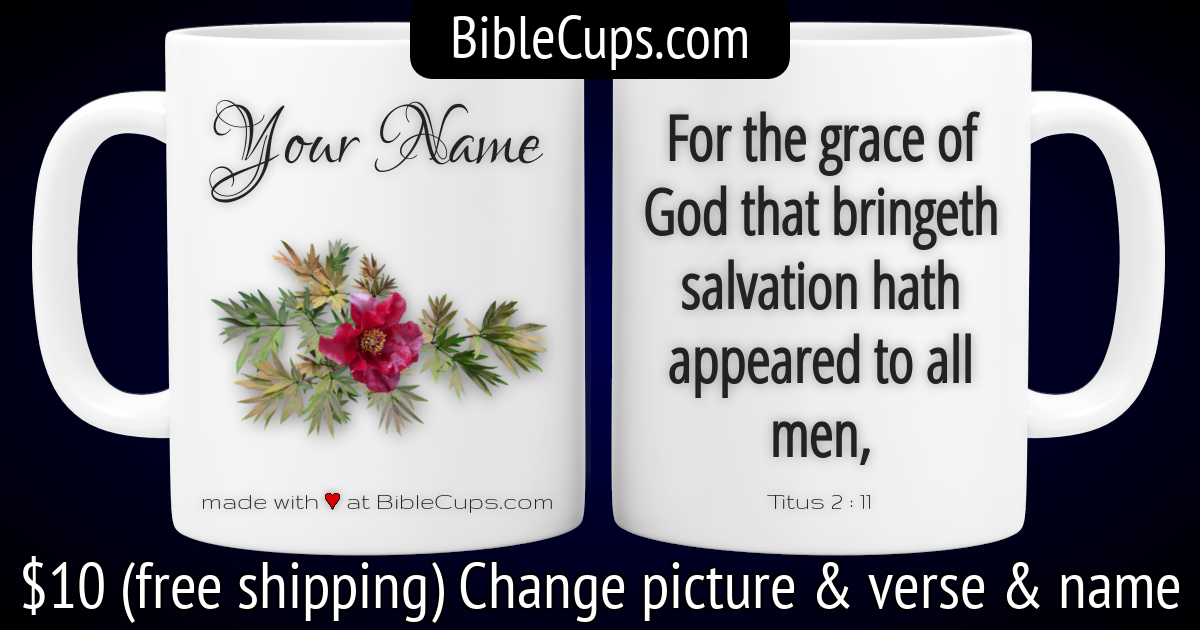 BibleCups.com
Your Name
made with ♥ at BibleCups.com
For the grace of
God that bringeth
salvation hath
appeared to all
men,
Titus 2 : 11
$10 (free shipping) Change picture & verse & name